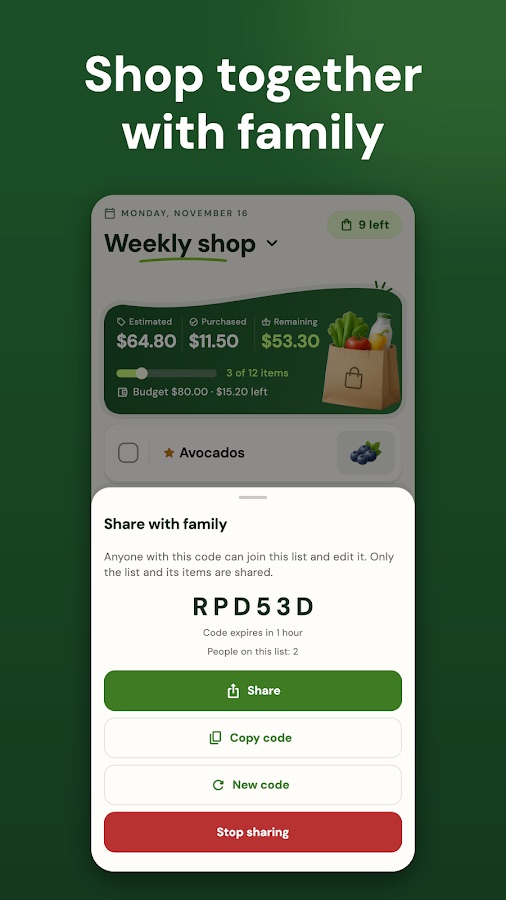 Shop together
with family
MONDAY, NOVEMBER 16
Weekly shop
9 left
Estimated
Purchased
Remaining
$64.80
$11.50
$53.30
3 of 12 items
Budget $80.00 · $15.20 left
Avocados
Share with family
Anyone with this code can join this list and edit it. Only
the list and its items are shared.
RPD53D
Code expires in 1 hour
People on this list: 2
Share
Copy code
New code
Stop sharing